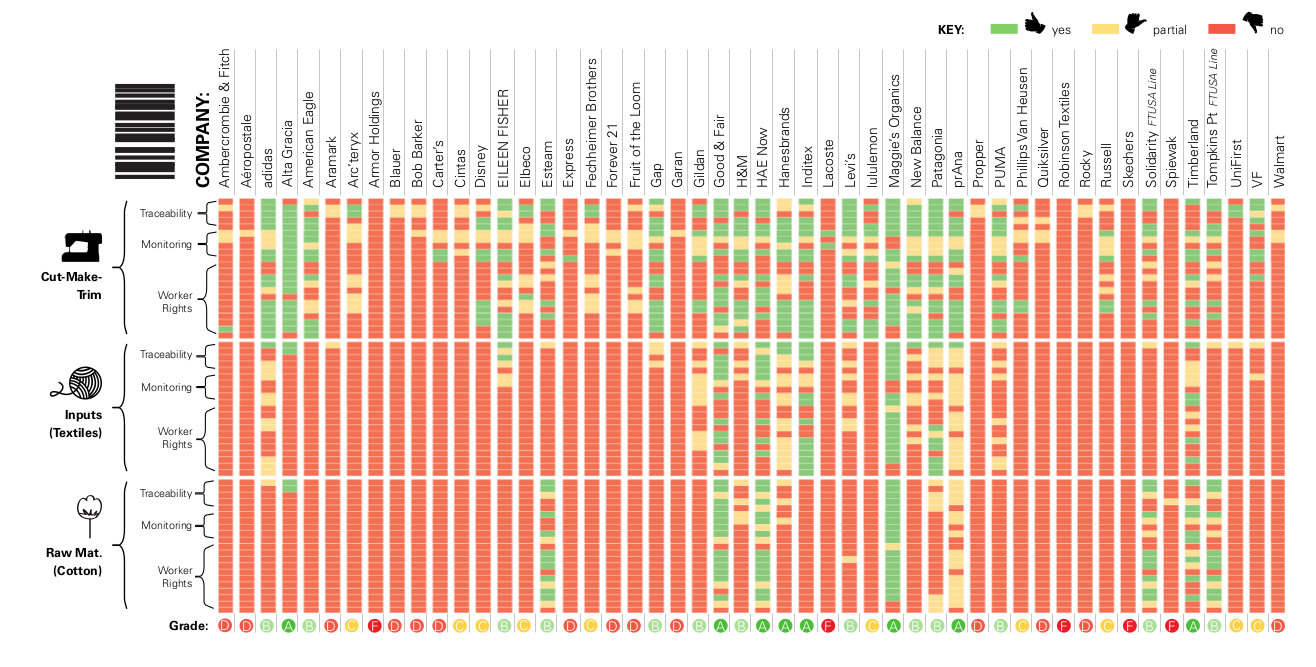 KEY: yes partial no
COMPANY:
Abercrombie & Fitch
Aéropostale
adidas
Alta Gracia
American Eagle
Aramark
Arc'teryx
Armor Holdings
Blauer
Bob Barker
Carter's
Cintas
Disney
EILEEN FISHER
Elbeco
Esteam
Express
Fechheimer Brothers
Forever 21
Fruit of the Loom
Gap
Garan
Gildan
Good & Fair
H&M
HAE Now
Hanesbrands
Inditex
Lacoste
Levi's
lululemon
Maggie's Organics
New Balance
Patagonia
prAna
Propper
PUMA
Philips Van Heusen
Quiksilver
Robinson Textiles
Rocky
Russell
Skechers
Solidarity FTUSA Line
Spiewak
Timberland
Tompkins Pt FTUSA Line
UniFirst
VF
Walmart
Cut-Make-
Trim
Traceability
Monitoring
Worker
Rights
Inputs
(Textiles)
Traceability
Monitoring
Worker
Rights
Raw Mat.
(Cotton)
Traceability
Monitoring
Worker
Rights
Grade: D D B A B D C F D D D C C B C B D C D D B D B A B A A A F B C A B B A D B C D F D C F B F A B C C D